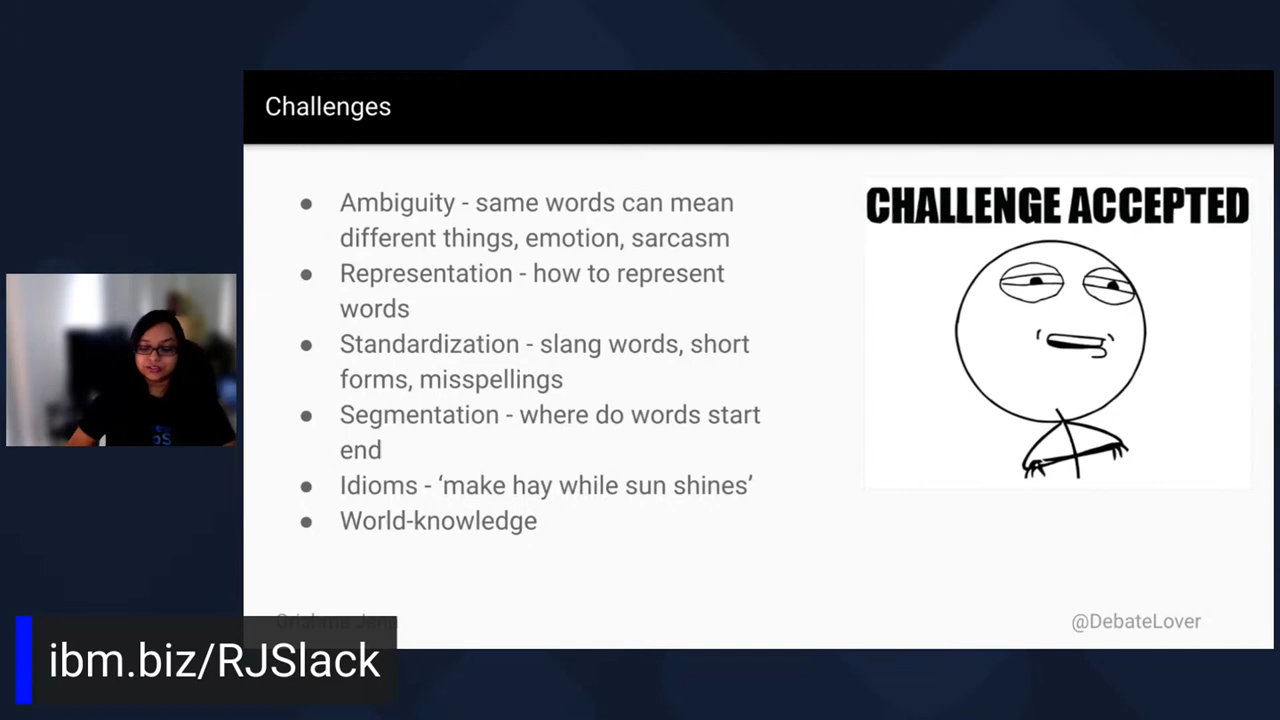 Challenges
● Ambiguity - same words can mean
different things, emotion, sarcasm
● Representation - how to represent
words
● Standardization - slang words, short
forms, misspellings
● Segmentation - where do words start
end
● Idioms - ‘make hay while sun shines’
● World-knowledge
CHALLENGE ACCEPTED
@DebateLover
ibm.biz/RJSlack